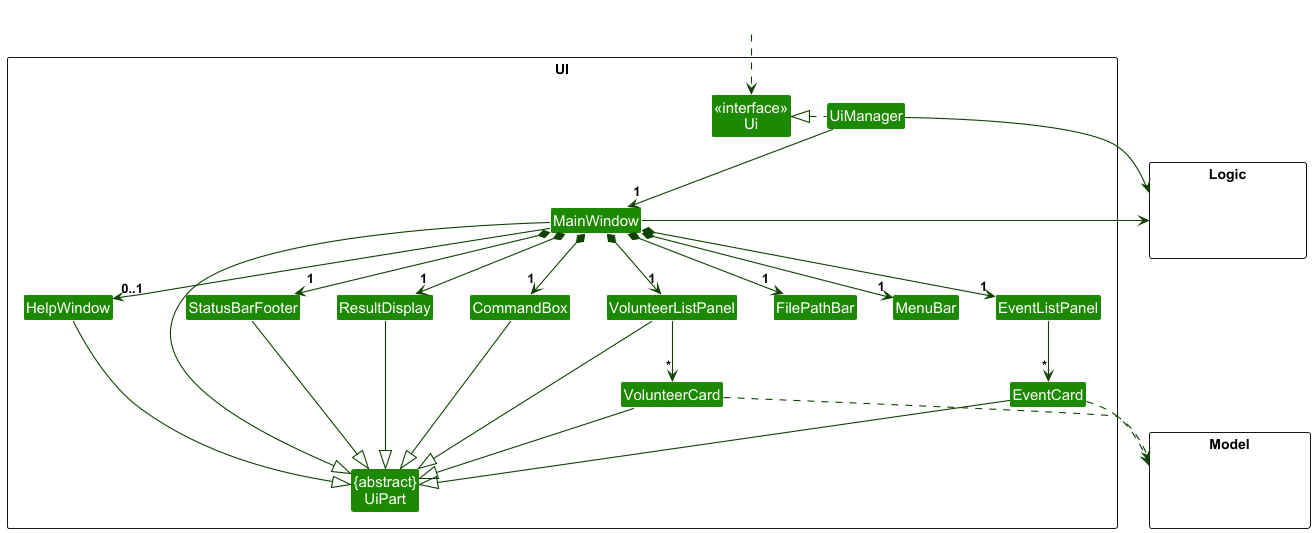 UI
«interface»
Ui
UiManager
Logic
1
MainWindow
0..1
1
1
1
1
1
1
1
HelpWindow
StatusBarFooter
ResultDisplay
CommandBox
VolunteerListPanel
FilePathBar
MenuBar
EventListPanel
*
*
VolunteerCard
EventCard
Model
{abstract}
UiPart